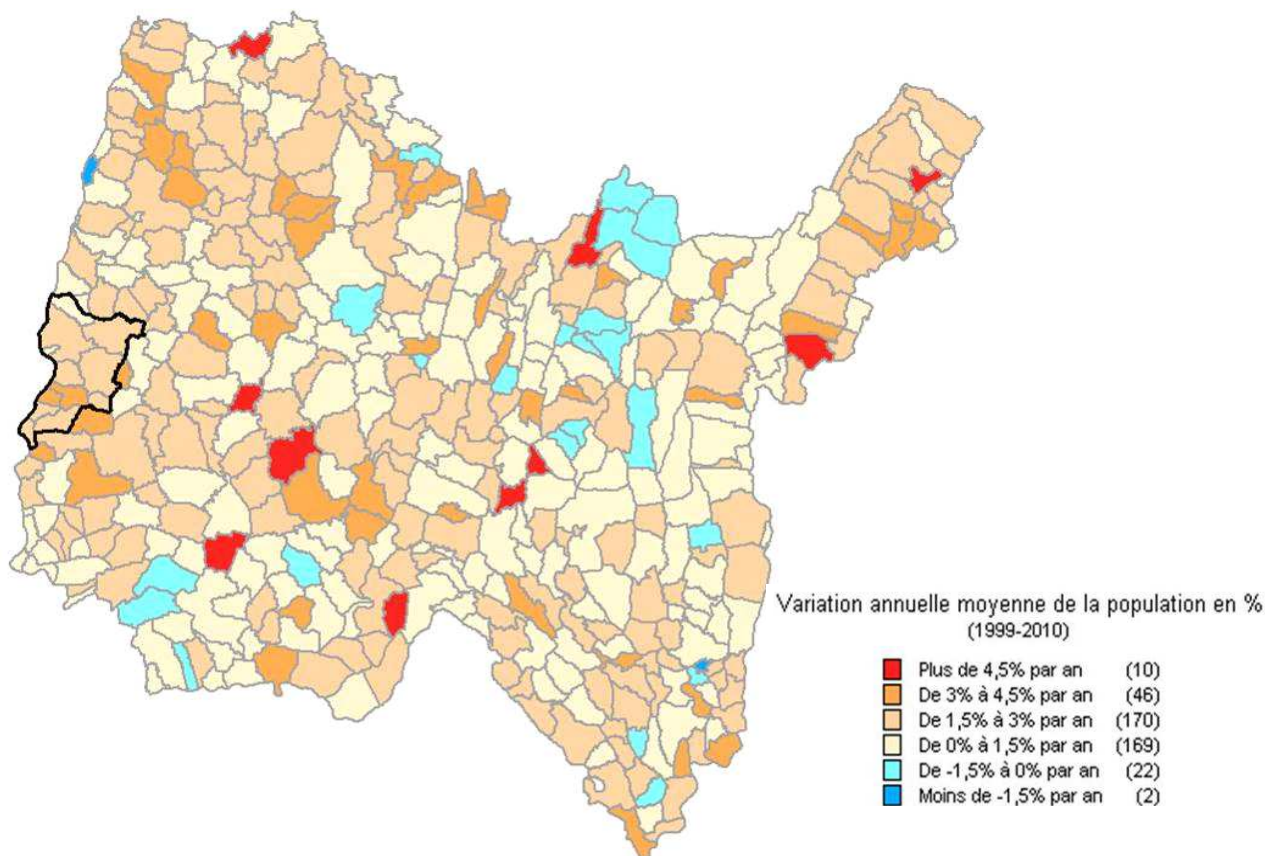 Variation annuelle moyenne de la population en %
(1999-2010)
Plus de 4,5% par an (10)
De 3% à 4,5% par an (46)
De 1,5% à 3% par an (170)
De 0% à 1,5% par an (169)
De -1,5% à 0% par an (22)
Moins de -1,5% par an (2)